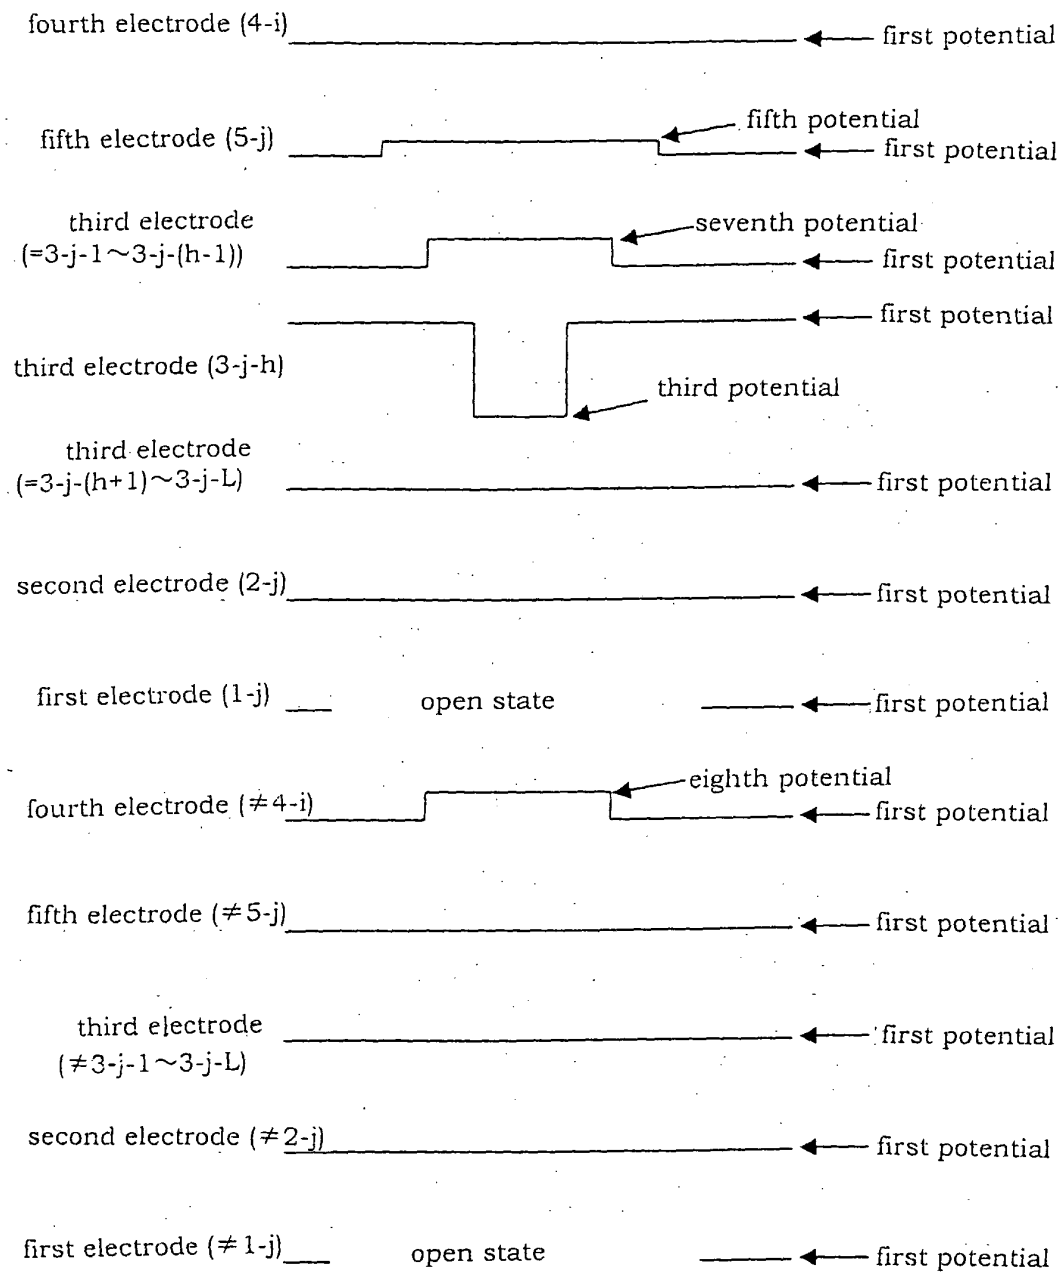 fourth electrode (4-i)
first potential
fifth electrode (5-j)
fifth potential
first potential
third electrode
(=3-j-1～3-j-(h-1))
seventh potential
first potential
first potential
third electrode (3-j-h)
third potential
third electrode
(=3-j-(h+1)～3-j-L)
first potential
second electrode (2-j)
first potential
first electrode (1-j)
open state
first potential
eighth potential
fourth electrode (≠4-i)
first potential
fifth electrode (≠5-j)
first potential
third electrode
(≠3-j-1～3-j-L)
first potential
second electrode (≠2-j)
first potential
first electrode (≠1-j)
open state
first potential